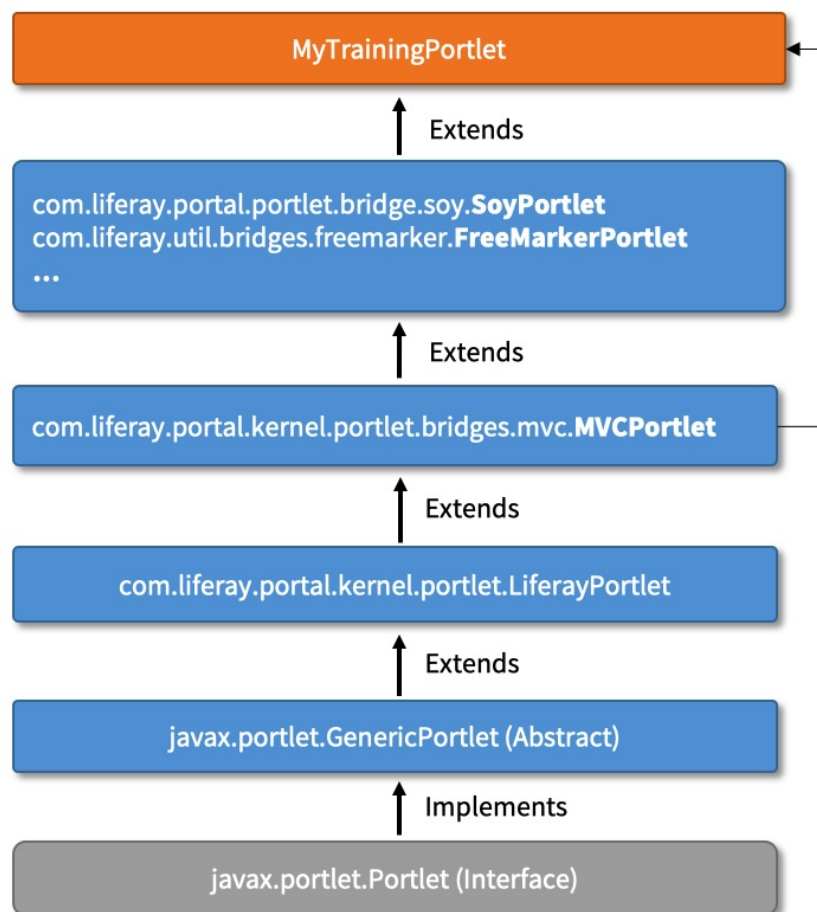 MyTrainingPortlet
Extends
com.liferay.portal.portlet.bridge.soy.SoyPortlet
com.liferay.util.bridges.freemarker.FreeMarkerPortlet
...
Extends
com.liferay.portal.kernel.portlet.bridges.mvc.MVCPortlet
Extends
com.liferay.portal.kernel.portlet.LiferayPortlet
Extends
javax.portlet.GenericPortlet (Abstract)
Implements
javax.portlet.Portlet (Interface)